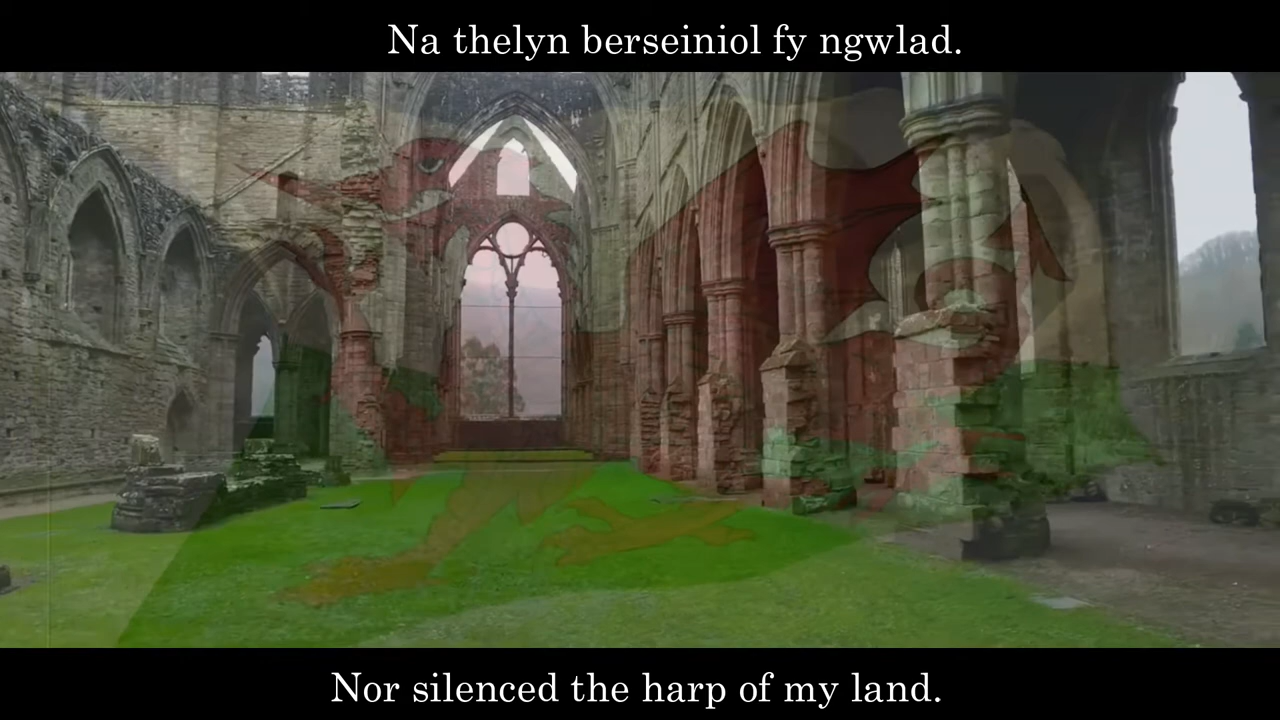 Na thelyn berseiniol fy ngwlad.
Nor silenced the harp of my land.